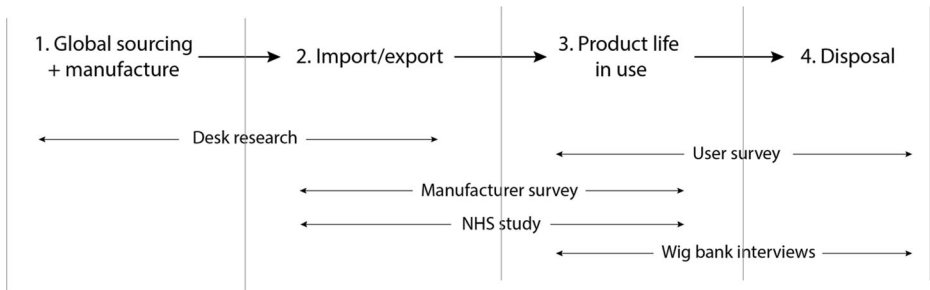 1. Global sourcing
+ manufacture
2. Import/export
3. Product life
in use
4. Disposal
Desk research
User survey
Manufacturer survey
NHS study
Wig bank interviews